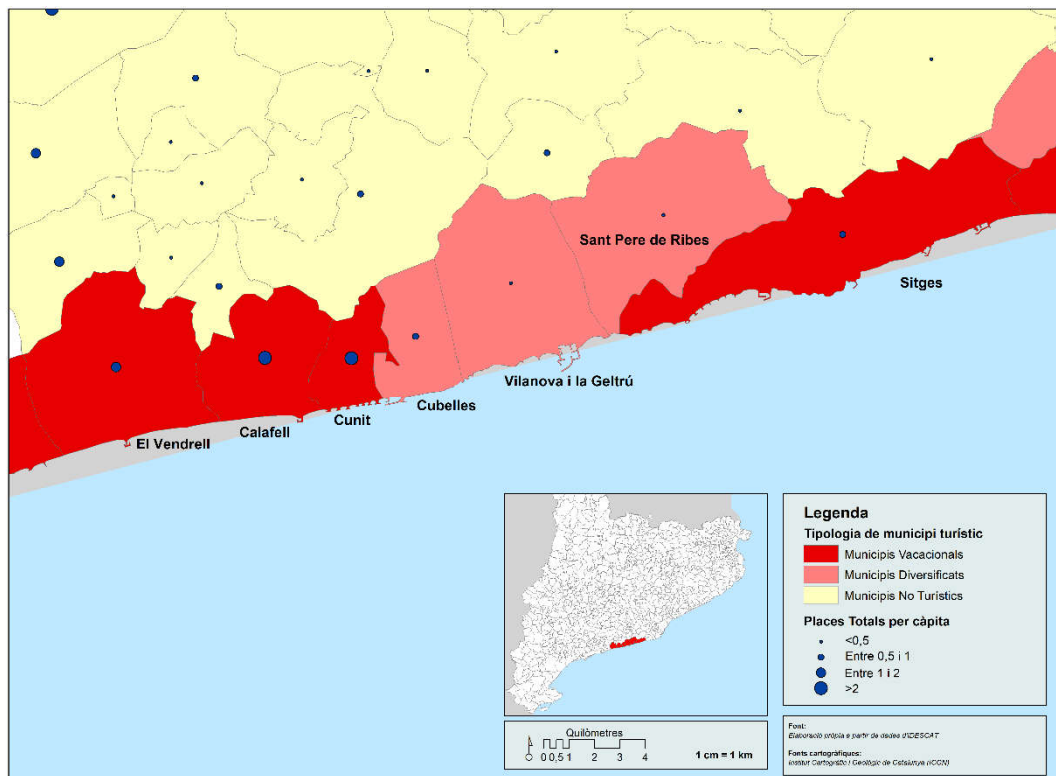 Sant Pere de Ribes
Sitges
Vilanova i la Geltrú
Cubelles
Cunit
Calafell
El Vendrell
Legenda
Tipologia de municipi turístic
Municipis Vacacionals
Municipis Diversificats
Municipis No Turístics
Places Totals per càpita
<0,5
Entre 0,5 i 1
Entre 1 i 2
>2
Quilòmetres
0 0,5 1 2 3 4
1 cm = 1 km
Font:
Elaboració pròpia a partir de dades d'IDESCAT
Fonts cartogràfiques:
Institut Cartogràfic i Geològic de Catalunya (ICCN)